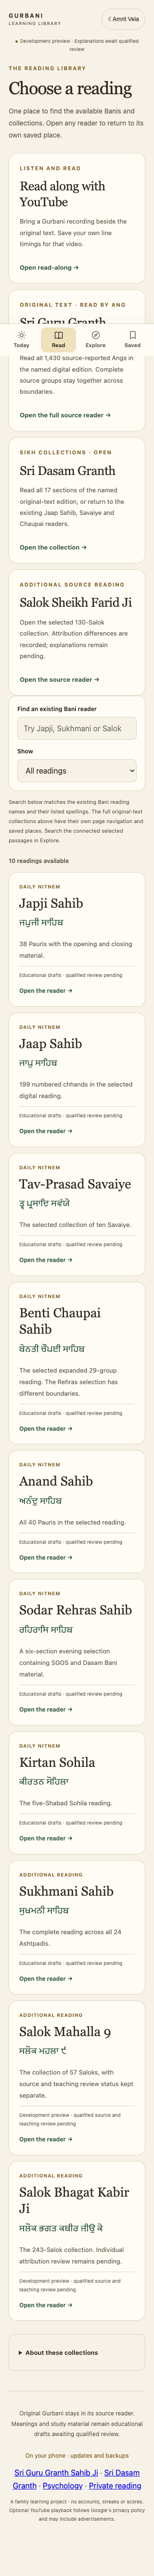 GURBANI
LEARNING LIBRARY
☾ Amrit Vela
Development preview · Explanations await qualified
review
THE READING LIBRARY
Choose a reading
One place to find the available Banis and
collections. Open any reader to return to its
own saved place.
LISTEN AND READ
Read along with
YouTube
Bring a Gurbani recording beside the
original text. Save your own line
timings for that video.
Open read-along →
ORIGINAL TEXT · READ BY ANG
Sri Guru Granth
Today
Read
Explore
Saved
Read all 1,430 source-reported Angs in
the named digital edition. Complete
source groups stay together across
boundaries.
Open the full source reader →
SIKH COLLECTIONS · OPEN
Sri Dasam Granth
Read all 17 sections of the named
original-text edition, or return to the
existing Jaap Sahib, Savaiye and
Chaupai readers.
Open the collection →
ADDITIONAL SOURCE READING
Salok Sheikh Farid Ji
Open the selected 130-Salok
collection. Attribution differences are
recorded; explanations remain
pending.
Open the source reader →
Find an existing Bani reader
Try Japji, Sukhmani or Salok
Show
All readings
Search below matches the existing Bani reading
names and their listed spellings. The full original-text
collections above have their own page navigation and
saved places. Search the connected selected
passages in Explore.
10 readings available
DAILY NITNEM
Japji Sahib
ਜਪੁਜੀ ਸਾਹਿਬ
38 Pauris with the opening and closing
material.
Educational drafts · qualified review pending
Open the reader →
DAILY NITNEM
Jaap Sahib
ਜਾਪੁ ਸਾਹਿਬ
199 numbered chhands in the selected
digital reading.
Educational drafts · qualified review pending
Open the reader →
DAILY NITNEM
Tav-Prasad Savaiye
ਤ੍ਵ ਪ੍ਰਸਾਦਿ ਸਵੱਯੇ
The selected collection of ten Savaiye.
Educational drafts · qualified review pending
Open the reader →
DAILY NITNEM
Benti Chaupai
Sahib
ਬੇਨਤੀ ਚੌਪਈ ਸਾਹਿਬ
The selected expanded 29-group
reading. The Rehras selection has
different boundaries.
Educational drafts · qualified review pending
Open the reader →
DAILY NITNEM
Anand Sahib
ਅਨੰਦੁ ਸਾਹਿਬ
All 40 Pauris in the selected reading.
Educational drafts · qualified review pending
Open the reader →
DAILY NITNEM
Sodar Rehras Sahib
ਰਹਿਰਾਸਿ ਸਾਹਿਬ
A six-section evening selection
containing SGGS and Dasam Bani
material.
Educational drafts · qualified review pending
Open the reader →
DAILY NITNEM
Kirtan Sohila
ਕੀਰਤਨ ਸੋਹਿਲਾ
The five-Shabad Sohila reading.
Educational drafts · qualified review pending
Open the reader →
ADDITIONAL READING
Sukhmani Sahib
ਸੁਖਮਨੀ ਸਾਹਿਬ
The complete reading across all 24
Ashtpadis.
Educational drafts · qualified review pending
Open the reader →
ADDITIONAL READING
Salok Mahalla 9
ਸਲੋਕ ਮਹਲਾ ੯
The collection of 57 Saloks, with
source and teaching review status kept
separate.
Development preview · qualified source and
teaching review pending
Open the reader →
ADDITIONAL READING
Salok Bhagat Kabir
Ji
ਸਲੋਕ ਭਗਤ ਕਬੀਰ ਜੀਉ ਕੇ
The 243-Salok collection. Individual
attribution review remains pending.
Development preview · qualified source and
teaching review pending
Open the reader →
▶ About these collections
Original Gurbani stays in its source reader.
Meanings and study material remain educational
drafts awaiting qualified review.
On your phone · updates and backups
Sri Guru Granth Sahib Ji · Sri Dasam
Granth · Psychology · Private reading
A family learning project · no accounts, streaks or scores.
Optional YouTube playback follows Google's privacy policy
and may include advertisements.